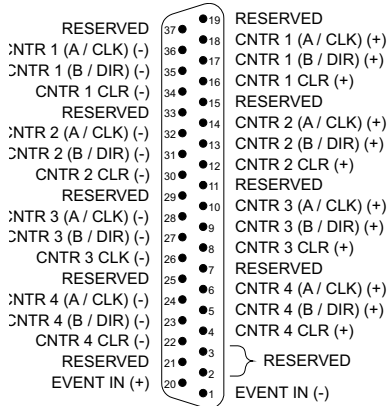 RESERVED 37 19 RESERVED
CNTR 1 (A / CLK) (-) 36 18 CNTR 1 (A / CLK) (+)
CNTR 1 (B / DIR) (-) 35 17 CNTR 1 (B / DIR) (+)
CNTR 1 CLR (-) 34 16 CNTR 1 CLR (+)
RESERVED 33 15 RESERVED
CNTR 2 (A / CLK) (-) 32 14 CNTR 2 (A / CLK) (+)
CNTR 2 (B / DIR) (-) 31 13 CNTR 2 (B / DIR) (+)
CNTR 2 CLR (-) 30 12 CNTR 2 CLR (+)
RESERVED 29 11 RESERVED
CNTR 3 (A / CLK) (-) 28 10 CNTR 3 (A / CLK) (+)
CNTR 3 (B / DIR) (-) 27 9 CNTR 3 (B / DIR) (+)
CNTR 3 CLK (-) 26 8 CNTR 3 CLR (+)
RESERVED 25 7 RESERVED
CNTR 4 (A / CLK) (-) 24 6 CNTR 4 (A / CLK) (+)
CNTR 4 (B / DIR) (-) 23 5 CNTR 4 (B / DIR) (+)
CNTR 4 CLR (-) 22 4 CNTR 4 CLR (+)
RESERVED 21 3 RESERVED
EVENT IN (+) 20 2
1 EVENT IN (-)